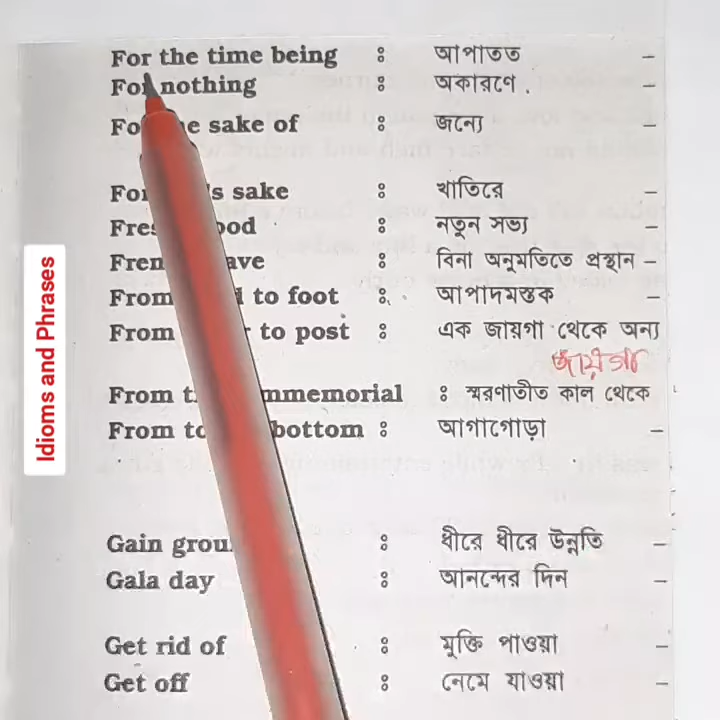 For the time being : আপাতত –
For nothing : অকারণে . –
Fo e sake of : জন্যে –
For s sake : খাতিরে –
Fres ood : নতুন সভ্য –
Fren ave : বিনা অনুমতিতে প্রস্থান –
From to foot : আপাদমস্তক –
From to post : এক জায়গা থেকে অন্য
জায়গা
From t mmemorial : স্মরণাতীত কাল থেকে
From to bottom : আগাগোড়া –
Gain grou : ধীরে ধীরে উন্নতি –
Gala day : আনন্দের দিন –
Get rid of : মুক্তি পাওয়া –
Get off : নেমে যাওয়া –
Idioms and Phrases